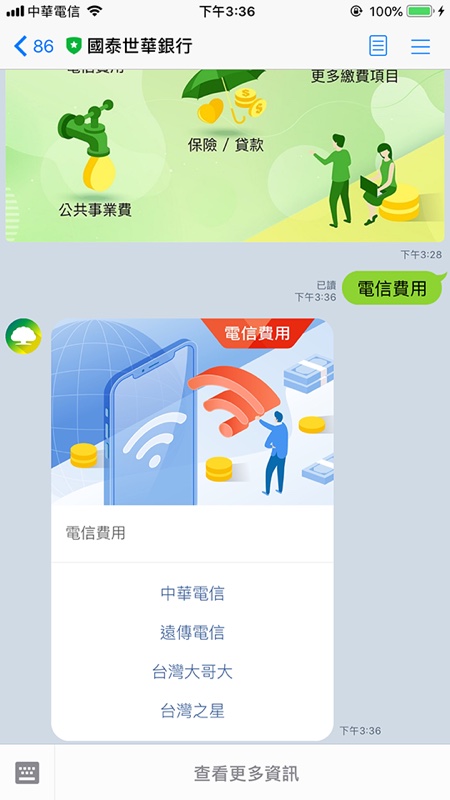 中華電信 下午3:36 100%
86 國泰世華銀行
電信費用 更多繳費項目
保險 / 貸款
公共事業費
下午3:28
已讀
下午3:36
電信費用
電信費用
電信費用
中華電信
遠傳電信
台灣大哥大
台灣之星
下午3:36
查看更多資訊